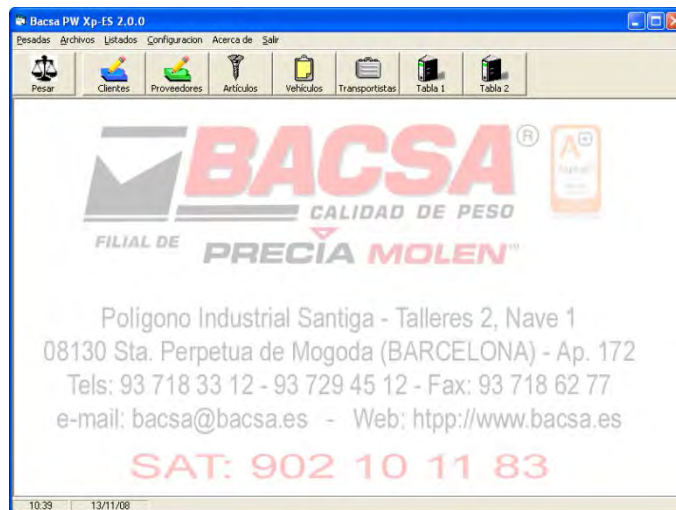 Bacsa PW Xp-ES 2.0.0
Pesadas Archivos Listados Configuracion Acerca de Salir
Pesar Clientes Proveedores Artículos Vehículos Transportistas Tabla 1 Tabla 2
BACSA®
CALIDAD DE PESO
FILIAL DE PRECIA MOLEN™
Polígono Industrial Santiga - Talleres 2, Nave 1
08130 Sta. Perpetua de Mogoda (BARCELONA) - Ap. 172
Tels: 93 718 33 12 - 93 729 45 12 - Fax: 93 718 62 77
e-mail: bacsa@bacsa.es - Web: htpp://www.bacsa.es
SAT: 902 10 11 83
10:39 13/11/08